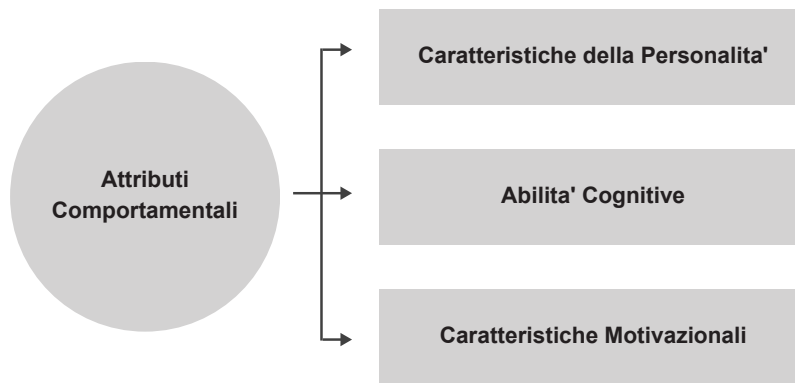 Attributi
Comportamentali
Caratteristiche della Personalita'
Abilita' Cognitive
Caratteristiche Motivazionali